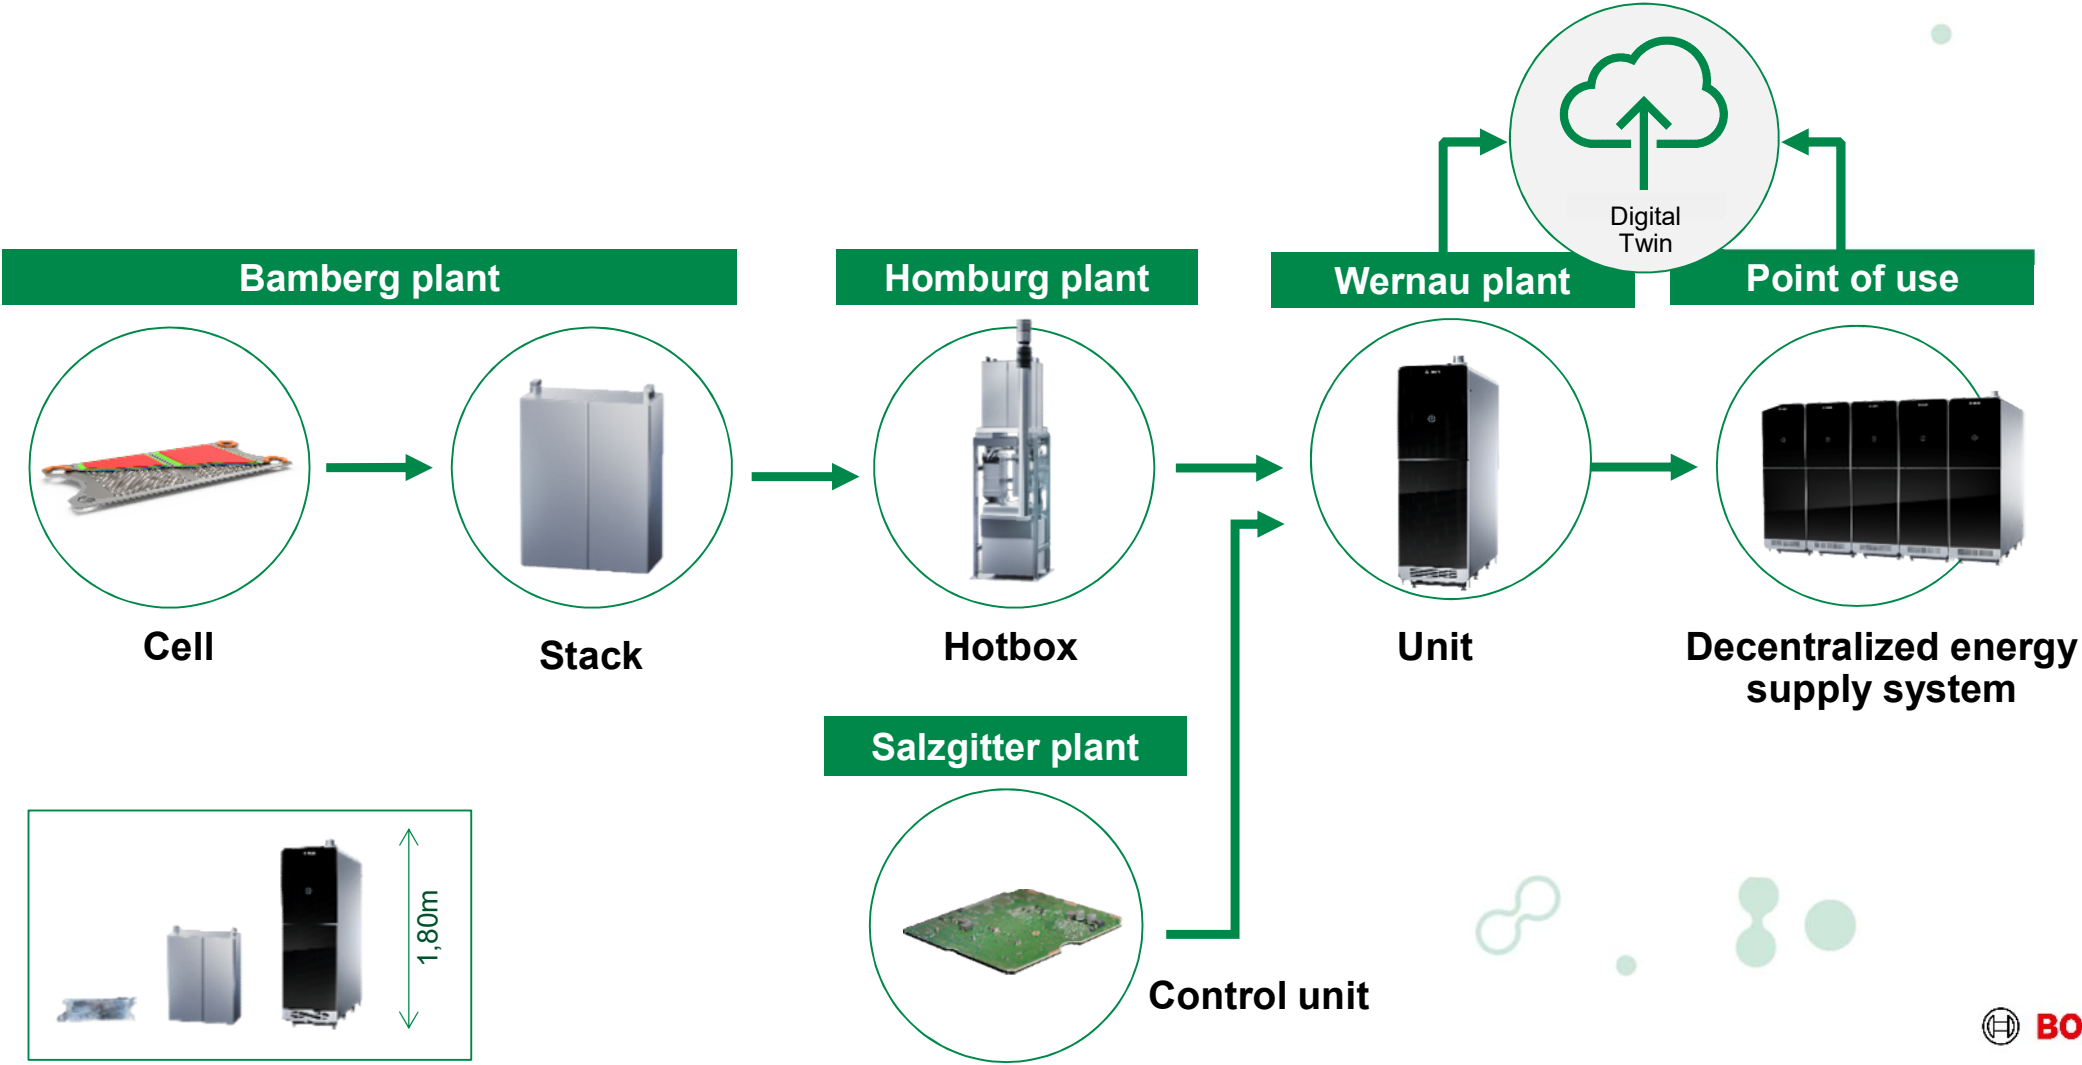 Digital
Twin
Bamberg plant
Homburg plant
Wernau plant
Point of use
Cell
Stack
Hotbox
Unit
Decentralized energy
supply system
Salzgitter plant
Control unit
1,80m
BO